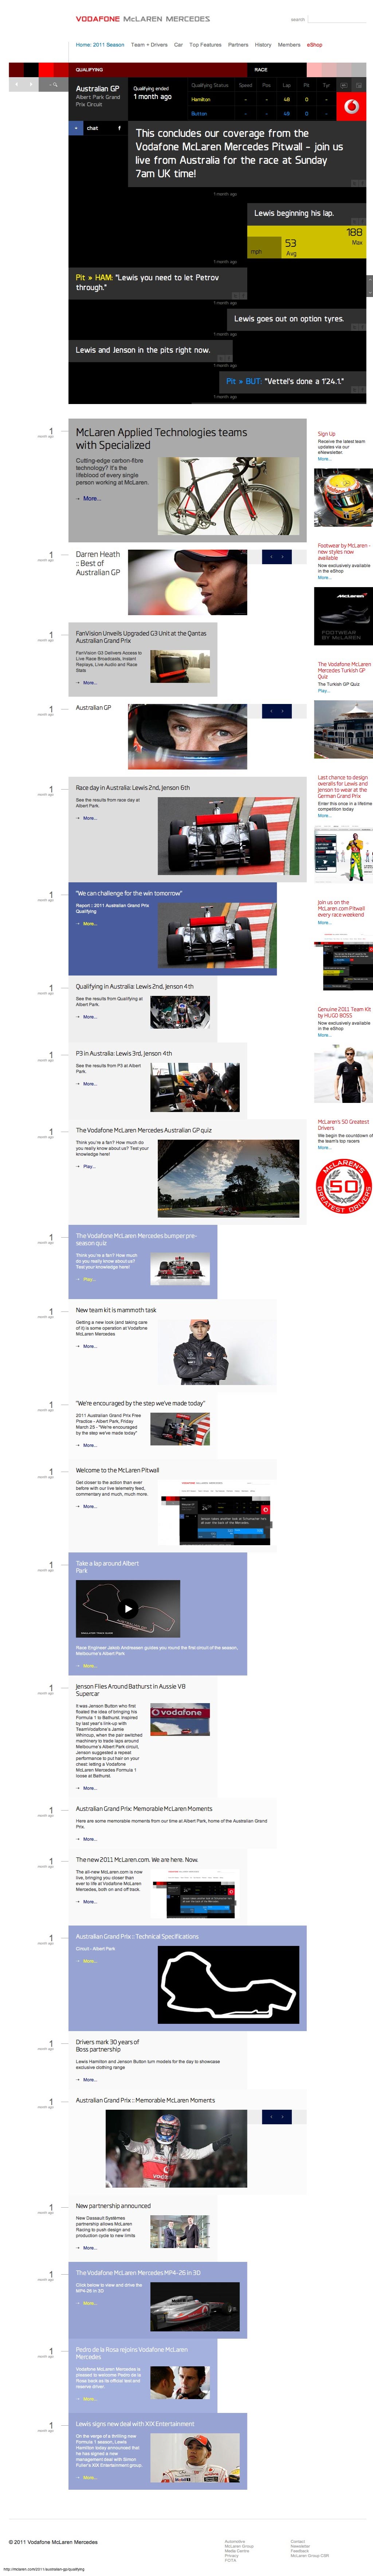 VODAFONE McLAREN MERCEDES
search
Home: 2011 Season Team + Drivers Car Top Features Partners History Members eShop
QUALIFYING RACE
Australian GP
Albert Park Grand
Prix Circuit
Qualifying ended
1 month ago
Qualifying Status Speed Pos Lap Pit Tyr
Hamilton - - 48 0 -
Button - - 48 0 -
chat
This concludes our coverage from the
Vodafone McLaren Mercedes Pitwall - join us
live from Australia for the race at Sunday
7am UK time!
1 month ago
Lewis beginning his lap.
mph 53 Avg 188 Max
1 month ago
Pit » HAM: "Lewis you need to let Petrov
through."
1 month ago
Lewis goes out on option tyres.
1 month ago
Lewis and Jenson in the pits right now.
1 month ago
Pit » BUT: "Vettel's done a 1'24.1."
1 month ago
1
month ago
McLaren Applied Technologies teams
with Specialized
Cutting-edge carbon-fibre
technology? It's the
lifeblood of every single
person working at McLaren.
More...
Sign Up
Receive the latest team
updates via our
eNewsletter.
More...
1
month ago
Darren Heath
:: Best of
Australian GP
Footwear by McLaren -
new styles now
available
Now exclusively available
in the eShop
More...
McLaren
FOOTWEAR
BY McLAREN
1
month ago
FanVision Unveils Upgraded G3 Unit at the Qantas
Australian Grand Prix
FanVision G3 Delivers Access to
Live Race Broadcasts, Instant
Replays, Live Audio and Race
Stats
More...
The Vodafone McLaren
Mercedes Turkish GP
Quiz
The Turkish GP Quiz
Play...
1
month ago
Australian GP
1
month ago
Race day in Australia: Lewis 2nd, Jenson 6th
See the results from race day at
Albert Park.
More...
Last chance to design
overalls for Lewis and
Jenson to wear at the
German Grand Prix
Enter this once in a lifetime
competition today
More...
1
month ago
"We can challenge for the win tomorrow"
Report : 2011 Australian Grand Prix
Qualifying
More...
Join us on the
McLaren.com Pitwall
every race weekend
More...
1
month ago
Qualifying in Australia: Lewis 2nd, Jenson 4th
See the results from Qualifying at
Albert Park.
More...
Genuine 2011 Team Kit
by HUGO BOSS
Now exclusively available
in the eShop
More...
1
month ago
P3 in Australia: Lewis 3rd, Jenson 4th
See the results from P3 at Albert
Park.
More...
1
month ago
The Vodafone McLaren Mercedes Australian GP quiz
Think you're a fan? How much do
you really know about us? Test your
knowledge here!
Play...
McLaren's 50 Greatest
Drivers
We begin the countdown of
the team's top racers
More...
McLAREN'S
50
GREATEST DRIVERS
1
month ago
The Vodafone McLaren Mercedes bumper pre-
season quiz
Think you're a fan? How much
do you really know about us?
Test your knowledge here!
Play...
1
month ago
New team kit is mammoth task
Getting a new look (and taking care
of it) is some operation at Vodafone
McLaren Mercedes
More...
1
month ago
"We're encouraged by the step we've made today"
2011 Australian Grand Prix Free
Practice - Albert Park, Friday
March 25 - "We're encouraged
by the step we've made today"
More...
1
month ago
Welcome to the McLaren Pitwall
Get closer to the action than ever
before with our live telemetry feed,
commentary and much, much more.
More...
1
month ago
Take a lap around Albert
Park
Race Engineer Jakob Andreasen guides you round the first circuit of the season,
Melbourne's Albert Park
More...
1
month ago
Jenson Flies Around Bathurst in Aussie V8
Supercar
It was Jenson Button who first
floated the idea of bringing his
Formula 1 to Bathurst. Inspired
by last year's link-up with
TeamVodafone's Jamie
Whincup, when the pair switched
machinery to trade laps around
Melbourne's Albert Park circuit,
Jenson suggested a repeat
performance to put hair on your
chest: letting a Vodafone
McLaren Mercedes Formula 1
loose at Bathurst.
More...
vodafone
1
month ago
Australian Grand Prix: Memorable McLaren Moments
Here are some memorable moments from our time at Albert Park, home of the Australian Grand
Prix.
More...
1
month ago
The new 2011 McLaren.com. We are here. Now.
The all-new McLaren.com is now
live, bringing you closer than
ever to life at Vodafone McLaren
Mercedes, both on and off track.
More...
1
month ago
Australian Grand Prix :: Technical Specifications
Circuit - Albert Park
More...
1
month ago
Drivers mark 30 years of
Boss partnership
Lewis Hamilton and Jenson Button turn models for the day to showcase
exclusive clothing range
More...
1
month ago
Australian Grand Prix :: Memorable McLaren Moments
1
month ago
New partnership announced
New Dassault Systèmes
partnership allows McLaren
Racing to push design and
production cycle to new limits
More...
1
month ago
The Vodafone McLaren Mercedes MP4-26 in 3D
Click below to view and drive the
MP4-26 in 3D.
More...
1
month ago
Pedro de la Rosa rejoins Vodafone McLaren
Mercedes
Vodafone McLaren Mercedes is
pleased to welcome Pedro de la
Rosa back as its official test and
reserve driver.
More...
1
month ago
Lewis signs new deal with XIX Entertainment
On the verge of a thrilling new
Formula 1 season, Lewis
Hamilton today announced that
he has signed a new
management deal with Simon
Fuller's XIX Entertainment group.
More...
© 2011 Vodafone McLaren Mercedes
Automotive
McLaren Group
Media Centre
Privacy
FOTA
Contact
Newsletter
Feedback
McLaren Group CSR
http://mclaren.com/2011/australian-gp/qualifying